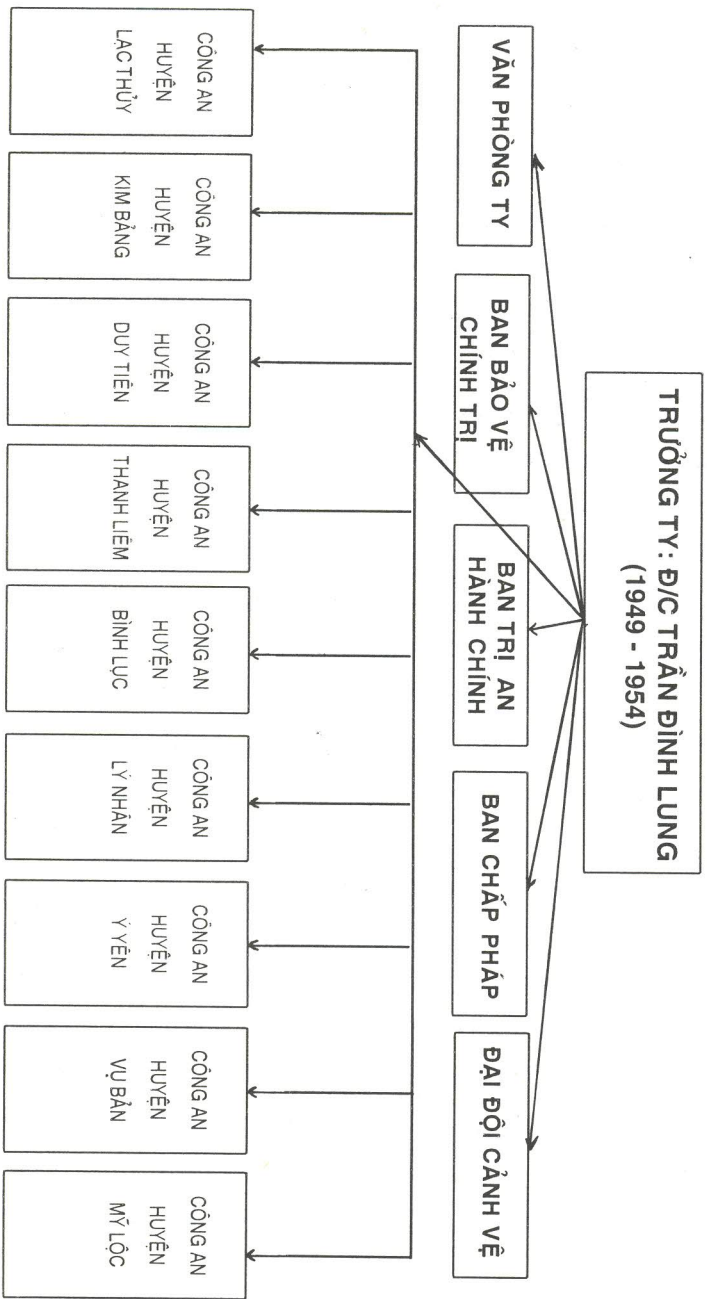 TRƯỞNG TY: Đ/C TRẦN ĐÌNH LUNG
(1949 - 1954)
VĂN PHÒNG TY
BAN BẢO VỆ
CHÍNH TRỊ
BAN TRỊ AN
HÀNH CHÍNH
BAN CHẤP PHÁP
ĐẠI ĐỘI CẢNH VỆ
CÔNG AN
HUYỆN
LẠC THỦY
CÔNG AN
HUYỆN
KIM BẢNG
CÔNG AN
HUYỆN
DUY TIÊN
CÔNG AN
HUYỆN
THANH LIÊM
CÔNG AN
HUYỆN
BÌNH LỤC
CÔNG AN
HUYỆN
LÝ NHÂN
CÔNG AN
HUYỆN
Ý YÊN
CÔNG AN
HUYỆN
VỤ BẢN
CÔNG AN
HUYỆN
MỸ LỘC